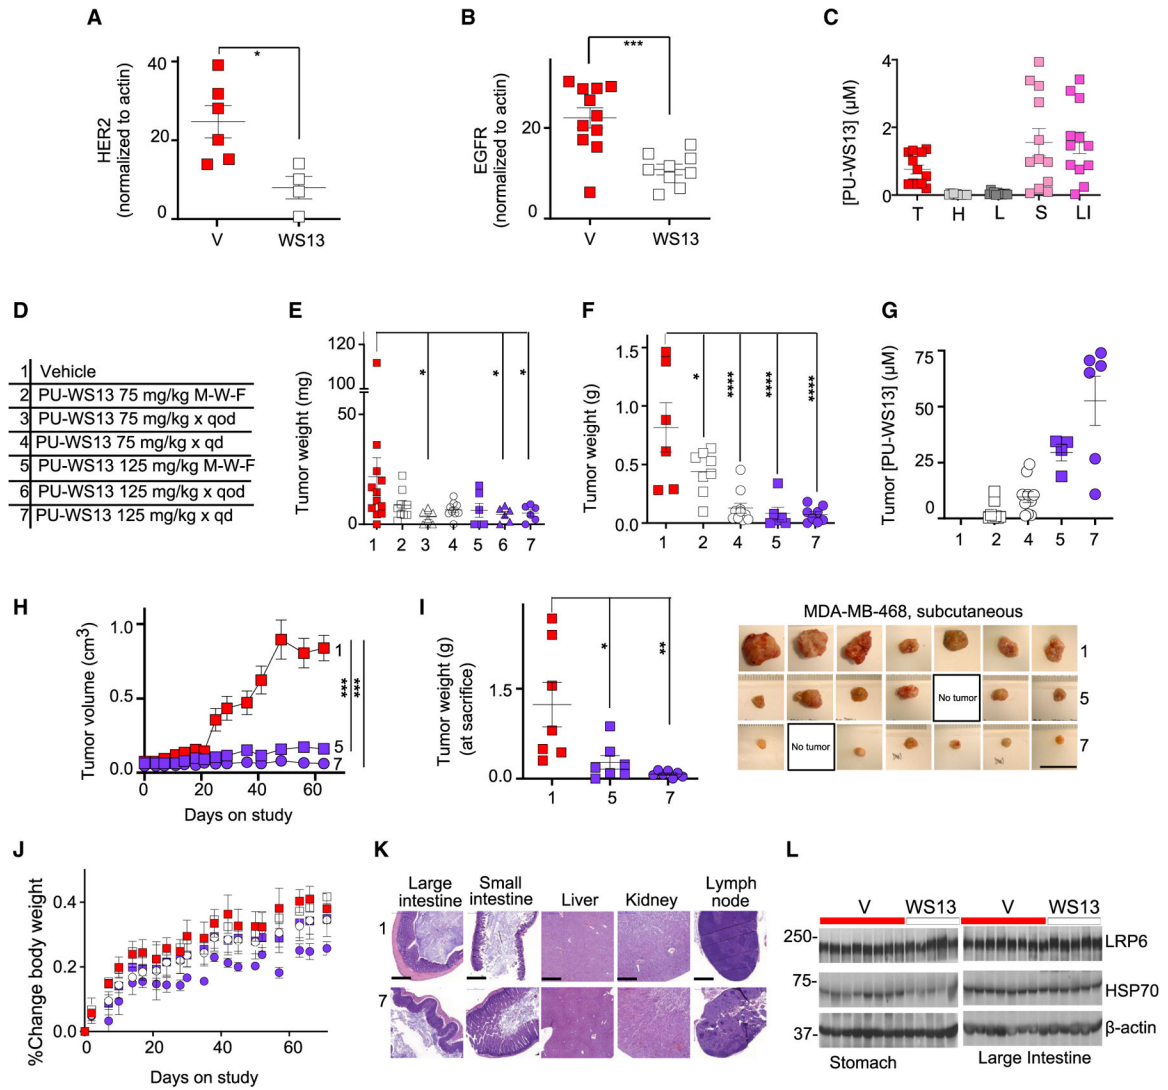 A
HER2
(normalized to actin)
40
20
0
*
V
WS13
B
EGFR
(normalized to actin)
20
0
***
V
WS13
C
[PU-WS13] (µM)
4
2
0
T
H
L
S
LI
D
1 Vehicle
2 PU-WS13 75 mg/kg M-W-F
3 PU-WS13 75 mg/kg x qod
4 PU-WS13 75 mg/kg x qd
5 PU-WS13 125 mg/kg M-W-F
6 PU-WS13 125 mg/kg x qod
7 PU-WS13 125 mg/kg x qd
E
Tumor weight (mg)
120
100
50
0
*
*
*
1 2 3 4 5 6 7
F
Tumor weight (g)
1.5
1.0
0.5
0.0
*
****
****
****
1 2 4 5 7
G
Tumor [PU-WS13] (µM)
75
50
25
0
1 2 4 5 7
H
Tumor volume (cm3)
1.0
0.5
0.0
1
5
7
***
***
0 20 40 60
Days on study
I
Tumor weight (g)
(at sacrifice)
1.5
0.0
*
**
1 5 7
MDA-MB-468, subcutaneous
1
No tumor
5
No tumor
7
J
%Change body weight
0.4
0.2
0.0
0 20 40 60
Days on study
K
Large
intestine
Small
intestine
Liver
Kidney
Lymph
node
1
7
L
V WS13 V WS13
250-
LRP6
75-
HSP70
37-
β-actin
Stomach
Large Intestine